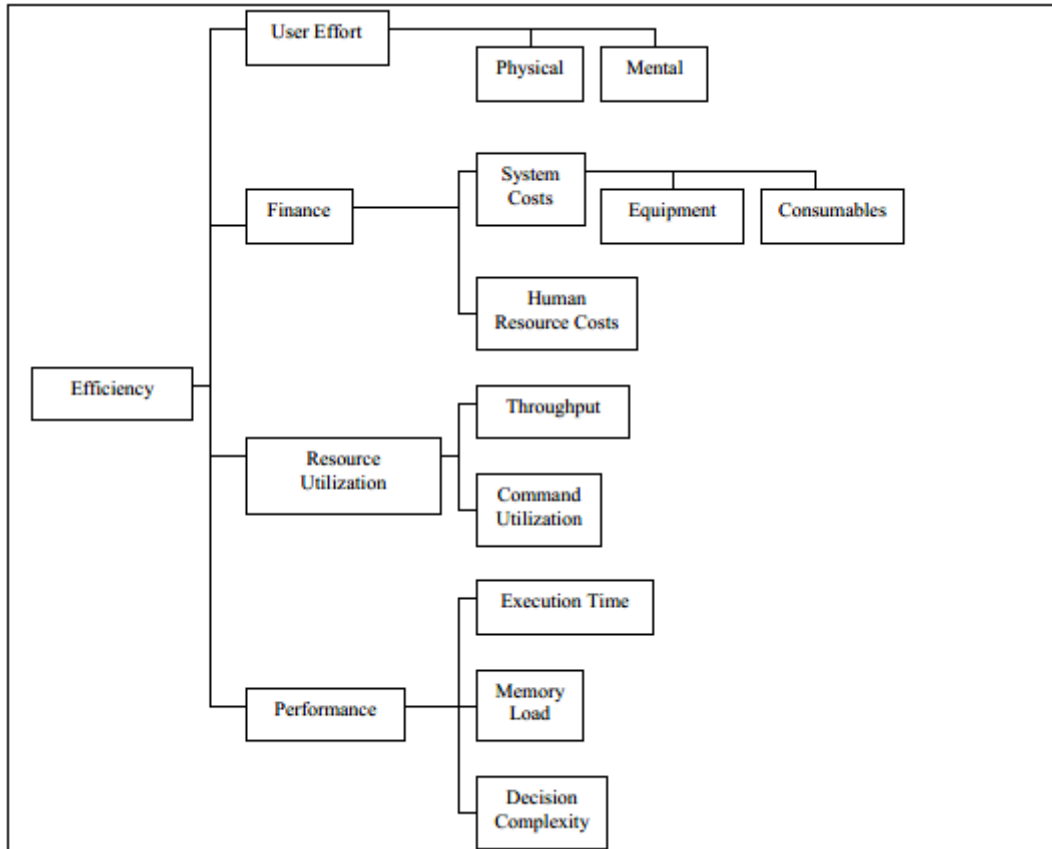 User Effort
Physical
Mental
Finance
System
Costs
Equipment
Consumables
Human
Resource Costs
Efficiency
Resource
Utilization
Throughput
Command
Utilization
Performance
Execution Time
Memory
Load
Decision
Complexity